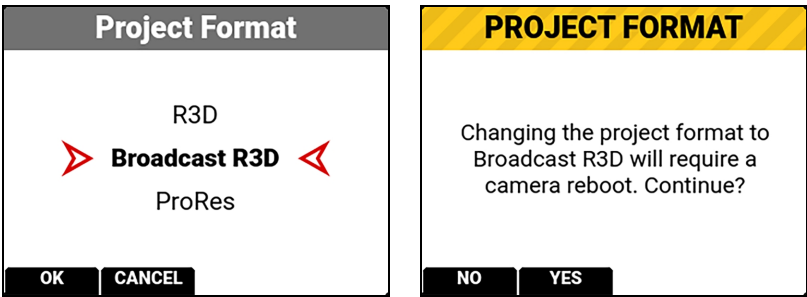 Project Format
R3D
Broadcast R3D
ProRes
OK
CANCEL
PROJECT FORMAT
Changing the project format to
Broadcast R3D will require a
camera reboot. Continue?
NO
YES